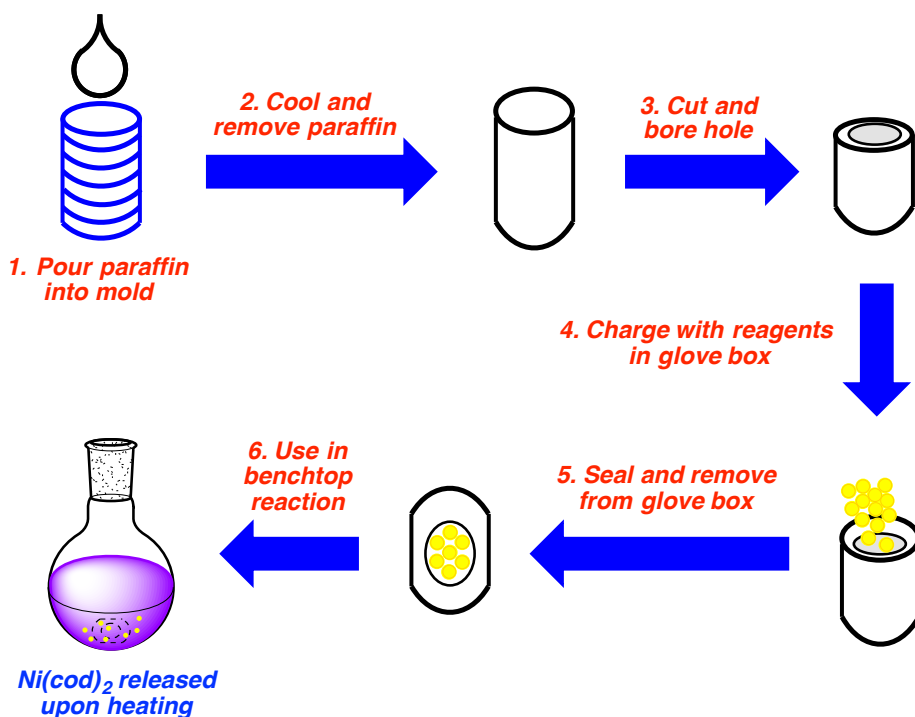 1. Pour paraffin
into mold
2. Cool and
remove paraffin
3. Cut and
bore hole
4. Charge with reagents
in glove box
5. Seal and remove
from glove box
6. Use in
benchtop
reaction
Ni(cod)2 released
upon heating